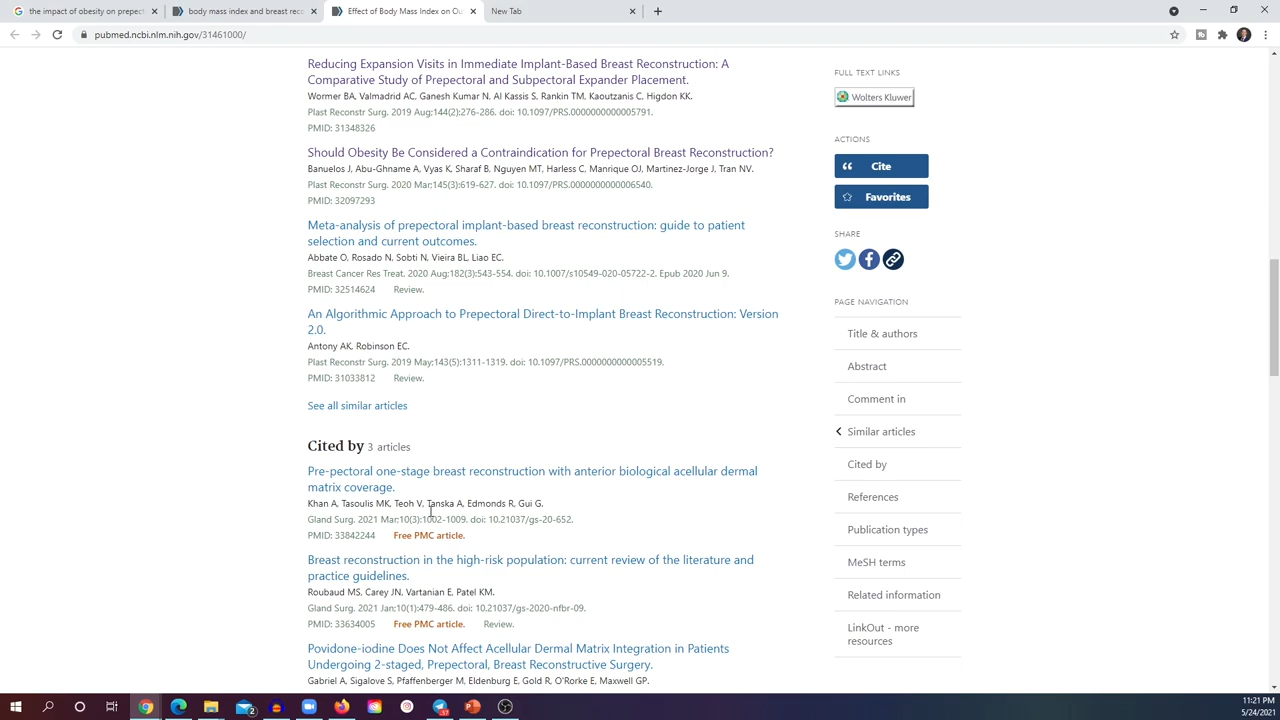 the impact of obesity on prepect
body mass index and breast reco
Effect of Body Mass Index on Ou
New Tab
pubmed.ncbi.nlm.nih.gov/31461000/
Reducing Expansion Visits in Immediate Implant-Based Breast Reconstruction: A
Comparative Study of Prepectoral and Subpectoral Expander Placement.
Wormer BA, Valmadrid AC, Ganesh Kumar N, Al Kassis S, Rankin TM, Kaoutzanis C, Higdon KK.
Plast Reconstr Surg. 2019 Aug;144(2):276-286. doi: 10.1097/PRS.0000000000005791.
PMID: 31348326
Should Obesity Be Considered a Contraindication for Prepectoral Breast Reconstruction?
Banuelos J, Abu-Ghname A, Vyas K, Sharaf B, Nguyen MT, Harless C, Manrique OJ, Martinez-Jorge J, Tran NV.
Plast Reconstr Surg. 2020 Mar;145(3):619-627. doi: 10.1097/PRS.0000000000006540.
PMID: 32097293
Meta-analysis of prepectoral implant-based breast reconstruction: guide to patient
selection and current outcomes.
Abbate O, Rosado N, Sobti N, Vieira BL, Liao EC.
Breast Cancer Res Treat. 2020 Aug;182(3):543-554. doi: 10.1007/s10549-020-05722-2. Epub 2020 Jun 9.
PMID: 32514624 Review.
An Algorithmic Approach to Prepectoral Direct-to-Implant Breast Reconstruction: Version
2.0.
Antony AK, Robinson EC.
Plast Reconstr Surg. 2019 May;143(5):1311-1319. doi: 10.1097/PRS.0000000000005519.
PMID: 31033812 Review.
See all similar articles
Cited by 3 articles
Pre-pectoral one-stage breast reconstruction with anterior biological acellular dermal
matrix coverage.
Khan A, Tasoulis MK, Teoh V, Tanska A, Edmonds R, Gui G.
Gland Surg. 2021 Mar;10(3):1002-1009. doi: 10.21037/gs-20-652.
PMID: 33842244 Free PMC article.
Breast reconstruction in the high-risk population: current review of the literature and
practice guidelines.
Roubaud MS, Carey JN, Vartanian E, Patel KM.
Gland Surg. 2021 Jan;10(1):479-486. doi: 10.21037/gs-2020-nfbr-09.
PMID: 33634005 Free PMC article. Review.
Povidone-iodine Does Not Affect Acellular Dermal Matrix Integration in Patients
Undergoing 2-staged, Prepectoral, Breast Reconstructive Surgery.
Gabriel A, Sigalove S, Pfaffenberger M, Eldenburg E, Gold R, O'Rorke E, Maxwell GP.
FULL TEXT LINKS
Wolters Kluwer
ACTIONS
Cite
Favorites
SHARE
PAGE NAVIGATION
Title & authors
Abstract
Comment in
Similar articles
Cited by
References
Publication types
MeSH terms
Related information
LinkOut - more
resources
11:21 PM
5/24/2021